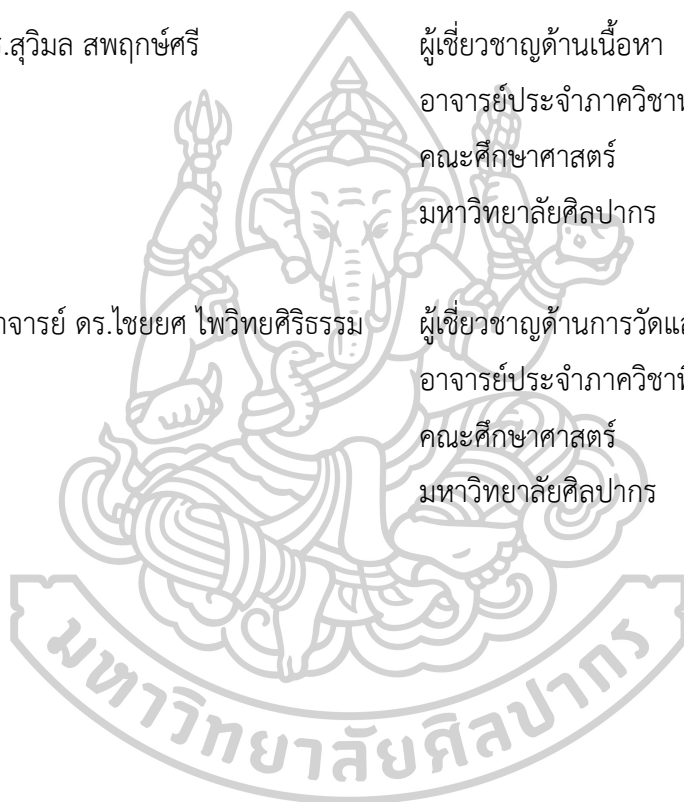 ร.สุวิมล สพฤกษ์ศรี ผู้เชี่ยวชาญด้านเนื้อหา
อาจารย์ประจำภาควิชา
คณะศึกษาศาสตร์
มหาวิทยาลัยศิลปากร
าจารย์ ดร.ไชยยศ ไพวิทยศิริธรรม ผู้เชี่ยวชาญด้านการวัดแล
อาจารย์ประจำภาควิชา
คณะศึกษาศาสตร์
มหาวิทยาลัยศิลปากร
มหาวิทยาลัยศิลปากร